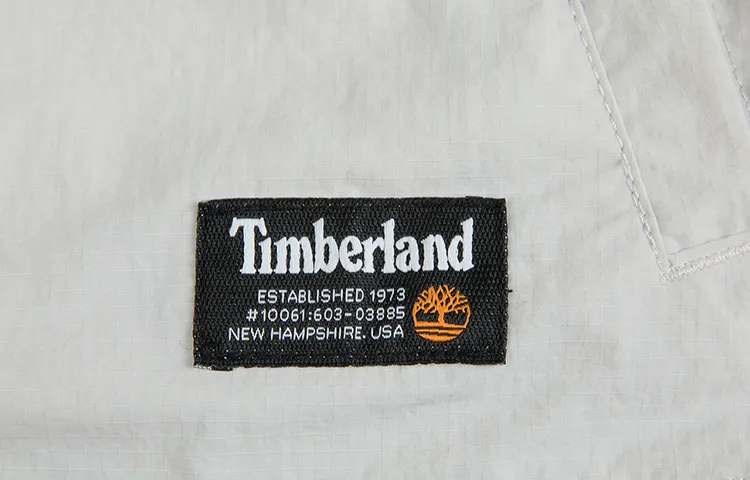 Timberland
ESTABLISHED 1973
#10061:603-03885
NEW HAMPSHIRE. USA